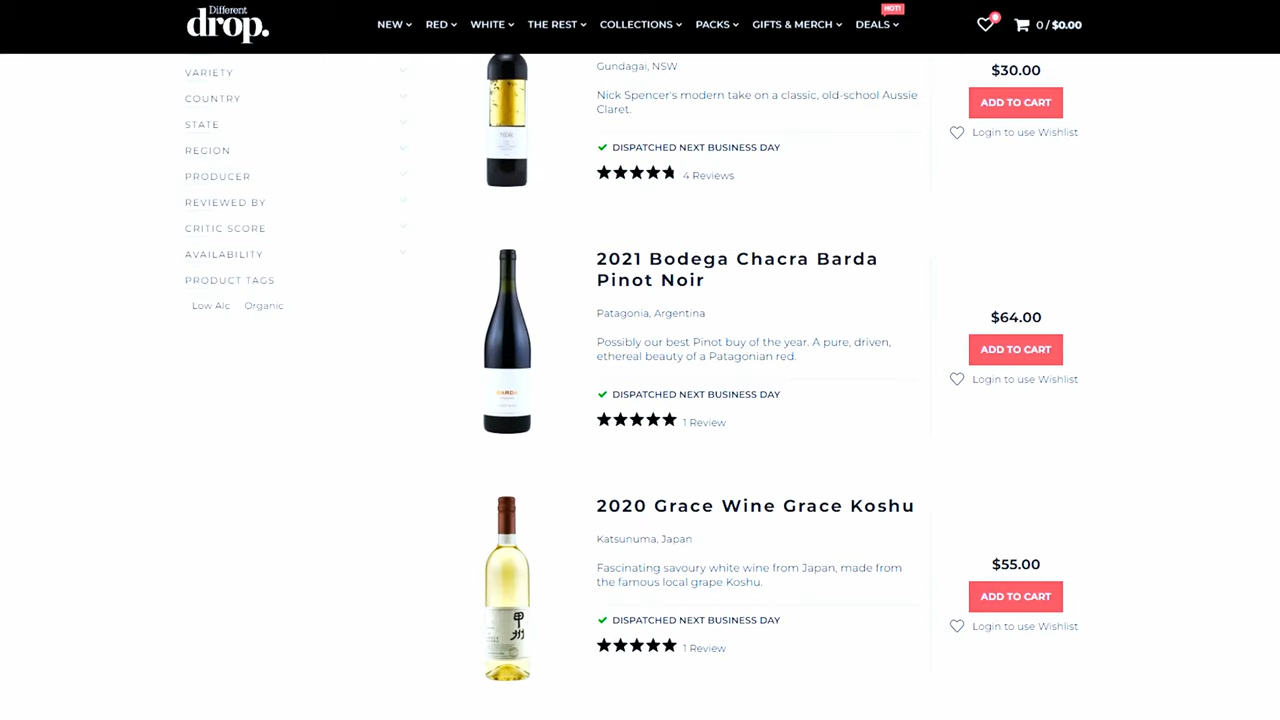 Different
drop.
NEW
RED
WHITE
THE REST
COLLECTIONS
PACKS
GIFTS & MERCH
HOT!
DEALS
0
0 / $0.00
VARIETY
COUNTRY
STATE
REGION
PRODUCER
REVIEWED BY
CRITIC SCORE
AVAILABILITY
PRODUCT TAGS
Low Alc Organic
Gundagai, NSW
Nick Spencer's modern take on a classic, old-school Aussie
Claret.
DISPATCHED NEXT BUSINESS DAY
4 Reviews
$30.00
ADD TO CART
Login to use Wishlist
2021 Bodega Chacra Barda
Pinot Noir
Patagonia, Argentina
Possibly our best Pinot buy of the year. A pure, driven,
ethereal beauty of a Patagonian red.
DISPATCHED NEXT BUSINESS DAY
1 Review
$64.00
ADD TO CART
Login to use Wishlist
BARDA
2020 Grace Wine Grace Koshu
Katsunuma, Japan
Fascinating savoury white wine from Japan, made from
the famous local grape Koshu.
DISPATCHED NEXT BUSINESS DAY
1 Review
$55.00
ADD TO CART
Login to use Wishlist
甲
州